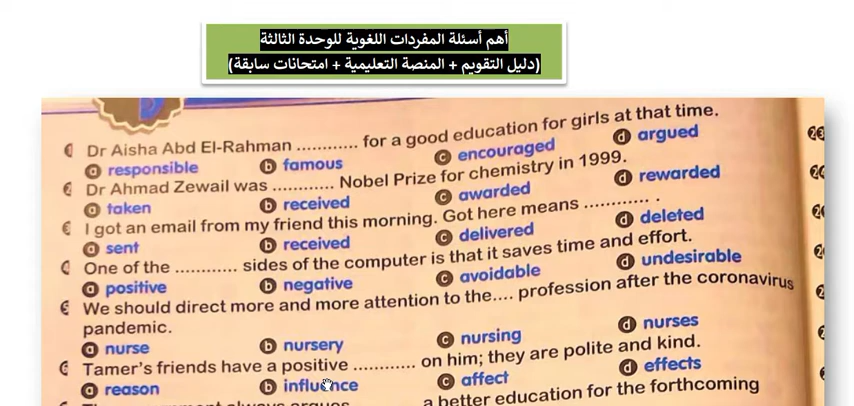 أهم أسئلة المفردات اللغوية للوحدة الثالثة
(دليل التقويم + المنصة التعليمية + امتحانات سابقة)
1 Dr Aisha Abd El-Rahman ............ for a good education for girls at that time.
a responsible b famous c encouraged d argued
2 Dr Ahmad Zewail was ............ Nobel Prize for chemistry in 1999.
a taken b received c awarded d rewarded
3 I got an email from my friend this morning. Got here means ............ .
a sent b received c delivered d deleted
4 One of the ............ sides of the computer is that it saves time and effort.
a positive b negative c avoidable d undesirable
5 We should direct more and more attention to the.... profession after the coronavirus
pandemic.
a nurse b nursery c nursing d nurses
6 Tamer's friends have a positive ............ on him; they are polite and kind.
a reason b influence c affect d effects
a better education for the forthcoming